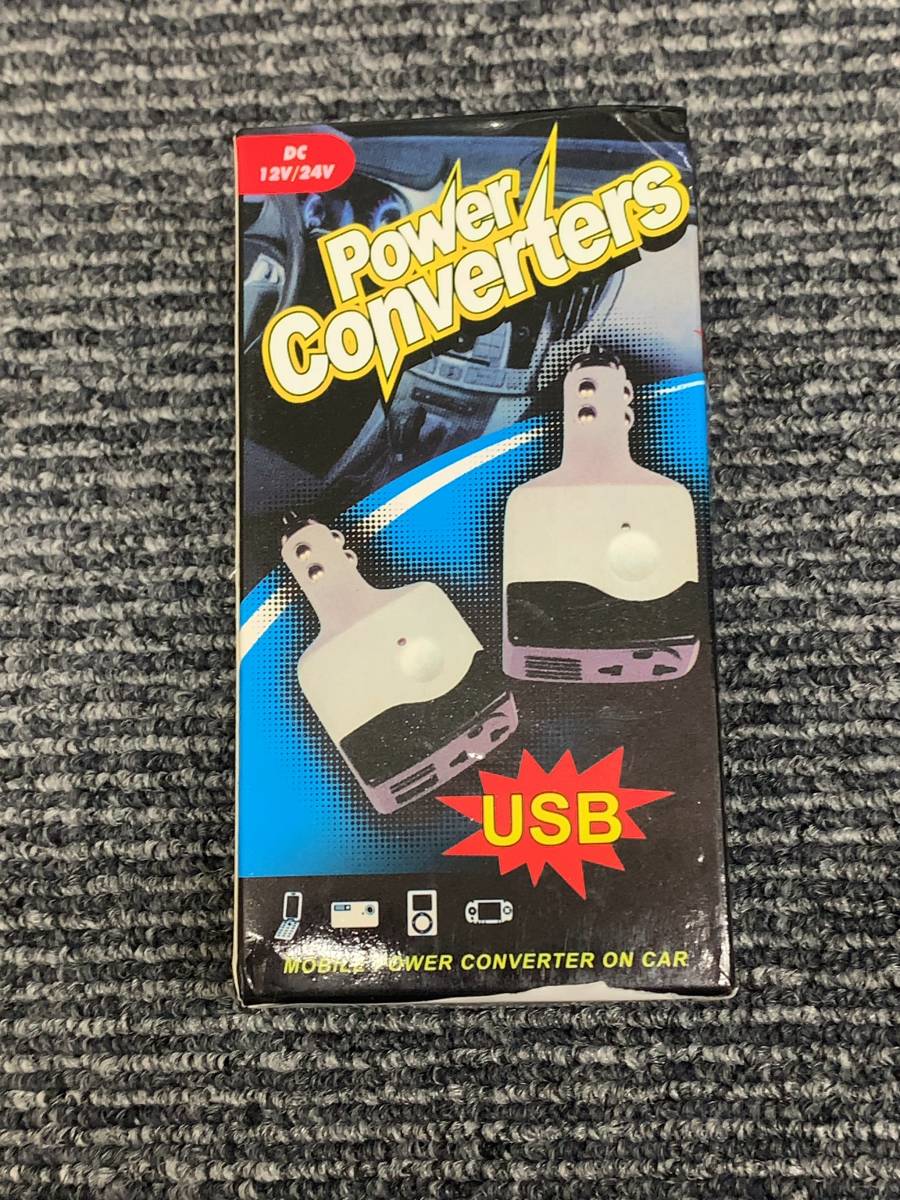 DC
12V/24V
Power
Converters
USB
MOBILE POWER CONVERTER ON CAR